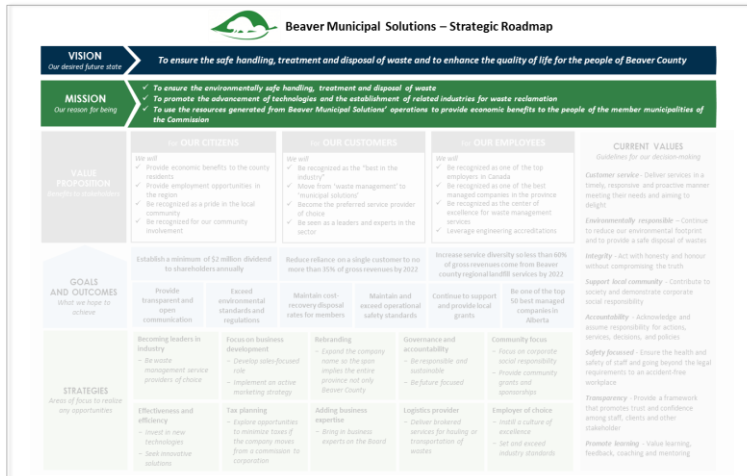 Beaver Municipal Solutions – Strategic Roadmap
VISION
Our desired future state
To ensure the safe handling, treatment and disposal of waste and to enhance the quality of life for the people of Beaver County
MISSION
Our reason for being
✓ To ensure the environmentally safe handling, treatment and disposal of waste
✓ To promote the advancement of technologies and the establishment of related industries for waste reclamation
✓ To use the resources generated from Beaver Municipal Solutions' operations to provide economic benefits to the people of the member municipalities of
the Commission
VALUE
PROPOSITION
Benefits to stakeholders
OUR CITIZENS
We will
✓ Provide economic benefits to the county
residents
✓ Provide employment opportunities in
the region
✓ Be recognized as a pride in the local
community
✓ Be recognized for our community
involvement
OUR CUSTOMERS
We will
✓ Be recognized as the "best in the
industry"
✓ Move from 'waste management' to
'municipal solutions'
✓ Become the preferred service provider
of choice
✓ Be seen as a leaders and experts in the
sector
OUR EMPLOYEES
We will
✓ Be recognized as one of the top
employers in Canada
✓ Be recognized as one of the best
managed companies in the province
✓ Be recognized as the center of
excellence for waste management
services
✓ Leverage engineering accreditations
GOALS
AND OUTCOMES
What we hope to
achieve
Establish a minimum of $2 million dividend
to shareholders annually
Reduce reliance on a single customer to no
more than 35% of gross revenues by 2022
Increase service diversity so less than 60%
of gross revenues come from Beaver
county regional landfill services by 2022
Provide
transparent and
open
communication
Exceed
environmental
standards and
regulations
Maintain cost-
recovery disposal
rates for members
Maintain and
exceed operational
safety standards
Continue to support
and provide local
grants
Be one of the top
50 best managed
companies in
Alberta
STRATEGIES
Areas of focus to realize
any opportunities
Becoming leaders in
industry
– Be waste
management service
providers of choice
Focus on business
development
– Develop sales-focused
role
– Implement an active
marketing strategy
Rebranding
– Expand the company
name as the span
implies the entire
province not only
Beaver County
Governance and
accountability
– Be responsible and
sustainable
– Be future focused
Community focus
– Focus on corporate
social responsibility
– Provide community
grants and
sponsorships
Effectiveness and
efficiency
– Invest in new
technologies
– Seek innovative
solutions
Tax planning
– Explore opportunities
to minimize taxes if
the company moves
from a commission to
corporation
Adding business
expertise
– Bring in business
experts on the Board
Logistics provider
– Deliver brokered
services for hauling or
transportation of
wastes
Employer of choice
– Instill a culture of
excellence
– Set and exceed
industry standards
CURRENT VALUES
Guidelines for our decision-making
Customer service - Deliver services in a
timely, responsive and proactive manner
meeting their needs and aiming to
delight
Environmentally responsible – Continue
to reduce our environmental footprint
and to provide a safe disposal of wastes
Integrity - Act with honesty and honour
without compromising the truth
Support local community - Contribute to
society and demonstrate corporate
social responsibility
Accountability – Acknowledge and
assume responsibility for actions,
services, decisions, and policies
Safety focused - Ensure the health and
safety of staff and going beyond the legal
requirements to an accident-free
workplace
Transparency - Provide a framework
that promotes trust and confidence
among staff, clients and other
stakeholder
Promote learning - Value learning,
feedback, coaching and mentoring